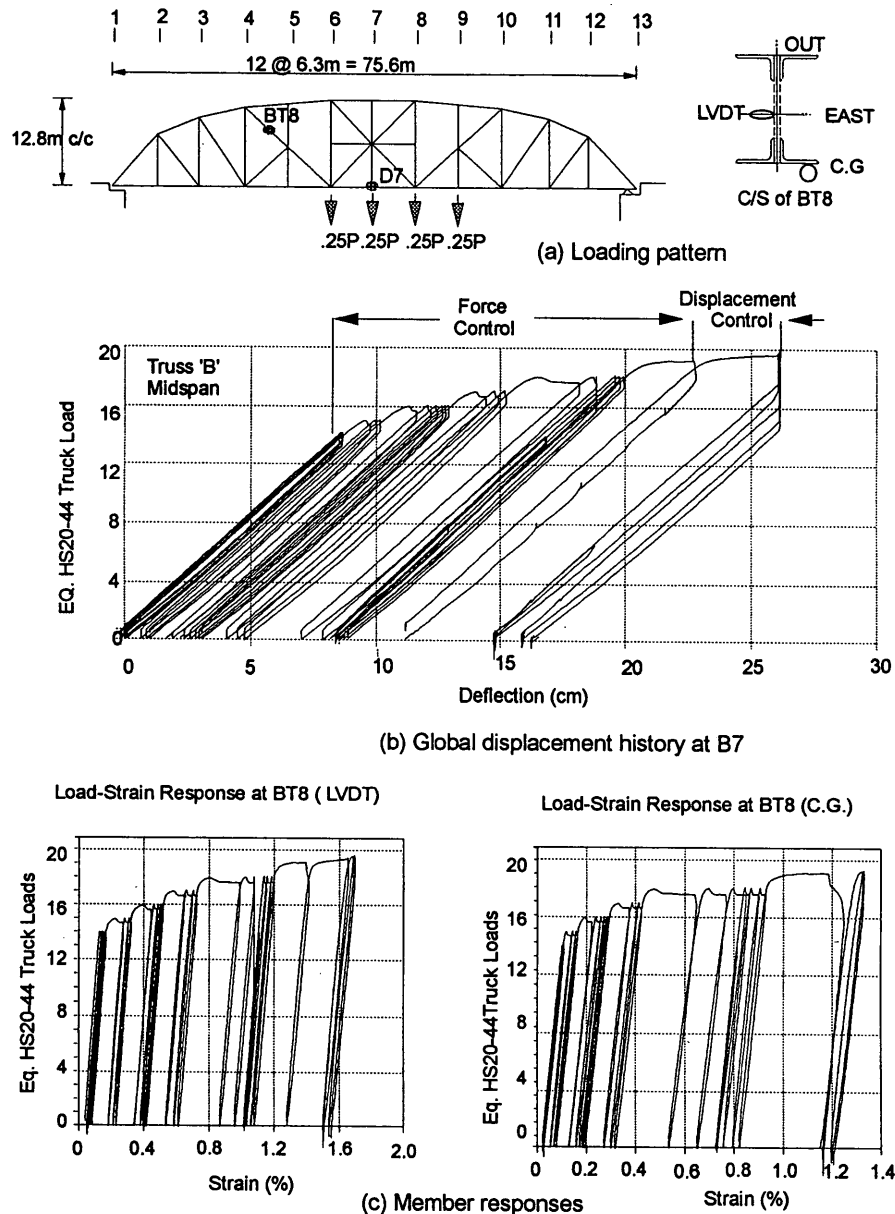 1 2 3 4 6 7 8 9 10 11 12 13
12 @ 6.3m = 75.6m
12.8m c/c
BT8
D7
.25P .25P .25P .25P
OUT
LVDT
EAST
C.G
C/S of BT8
(a) Loading pattern
Force
Control
Displacement
Control
Truss 'B'
Midspan
20
16
12
8
4
0
EQ. HS20-44 Truck Load
0 5 10 15 20 25 30
Deflection (cm)
(b) Global displacement history at B7
Load-Strain Response at BT8 ( LVDT)
20
16
12
8
4
0
Eq. HS20-44 Truck Loads
0 0.4 0.8 1.2 1.6 2.0
Strain (%)
Load-Strain Response at BT8 (C.G.)
20
16
12
8
4
0
Eq. HS20-44Truck Loads
0 0.2 0.4 0.6 0.8 1.0 1.2 1.4
Strain (%)
(c) Member responses